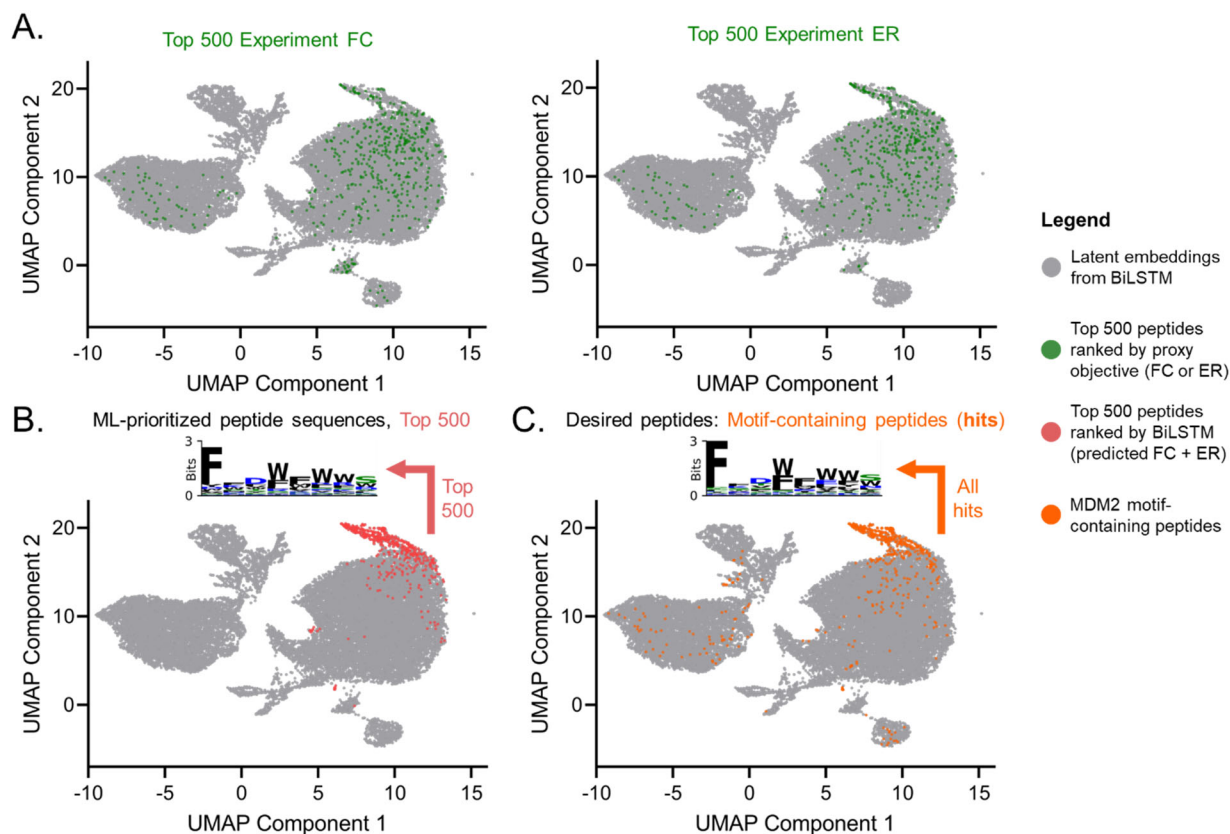 A.
Top 500 Experiment FC
Top 500 Experiment ER
UMAP Component 2
20
10
0
-10 -5 0 5 10 15
UMAP Component 1
UMAP Component 2
20
10
0
-10 -5 0 5 10 15
UMAP Component 1
Legend
Latent embeddings
from BiLSTM
Top 500 peptides
ranked by proxy
objective (FC or ER)
Top 500 peptides
ranked by BiLSTM
(predicted FC + ER)
MDM2 motif-
containing peptides
B.
ML-prioritized peptide sequences, Top 500
3
Bits
0
F W W W S
Top
500
UMAP Component 2
20
10
0
-10 -5 0 5 10 15
UMAP Component 1
C.
Desired peptides: Motif-containing peptides (hits)
3
Bits
0
F W W W S
All
hits
UMAP Component 2
20
10
0
-10 -5 0 5 10 15
UMAP Component 1